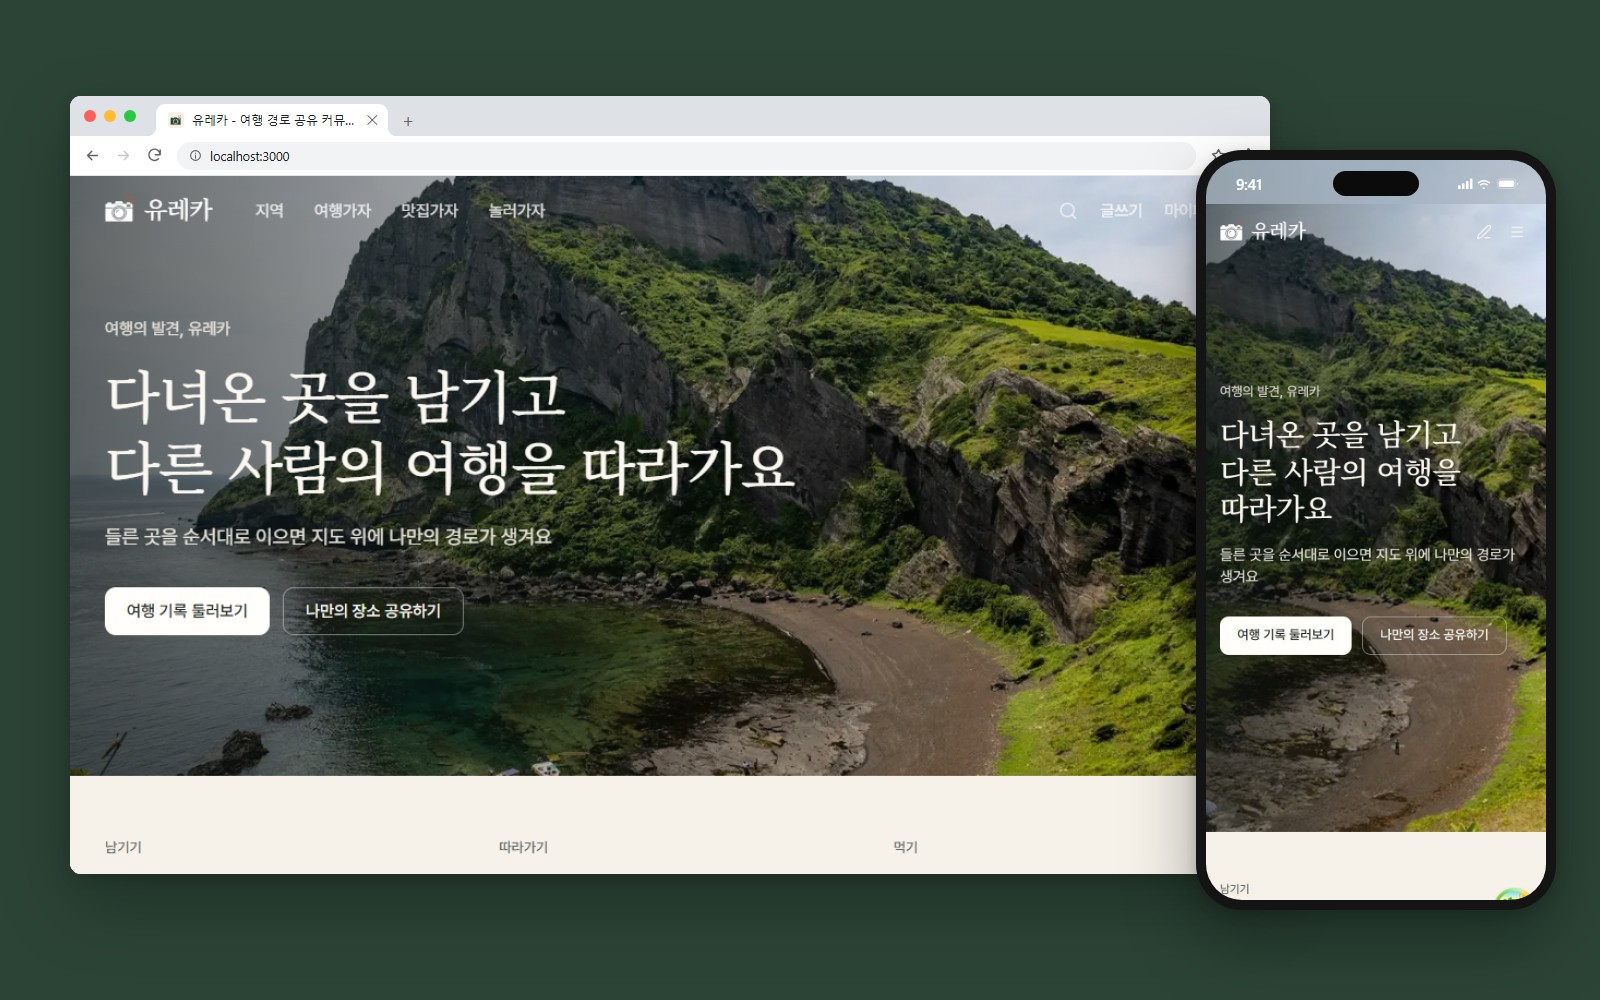 유레카 - 여행 경로 공유 커뮤...
localhost:3000
유레카
지역 여행가자 맛집가자 놀러가자
글쓰기
여행의 발견, 유레카
다녀온 곳을 남기고
다른 사람의 여행을 따라가요
들른 곳을 순서대로 이으면 지도 위에 나만의 경로가 생겨요
여행 기록 둘러보기 나만의 장소 공유하기
남기기 따라가기 먹기
9:41
유레카
여행의 발견, 유레카
다녀온 곳을 남기고
다른 사람의 여행을
따라가요
들른 곳을 순서대로 이으면 지도 위에 나만의 경로가
생겨요
여행 기록 둘러보기 나만의 장소 공유하기
남기기